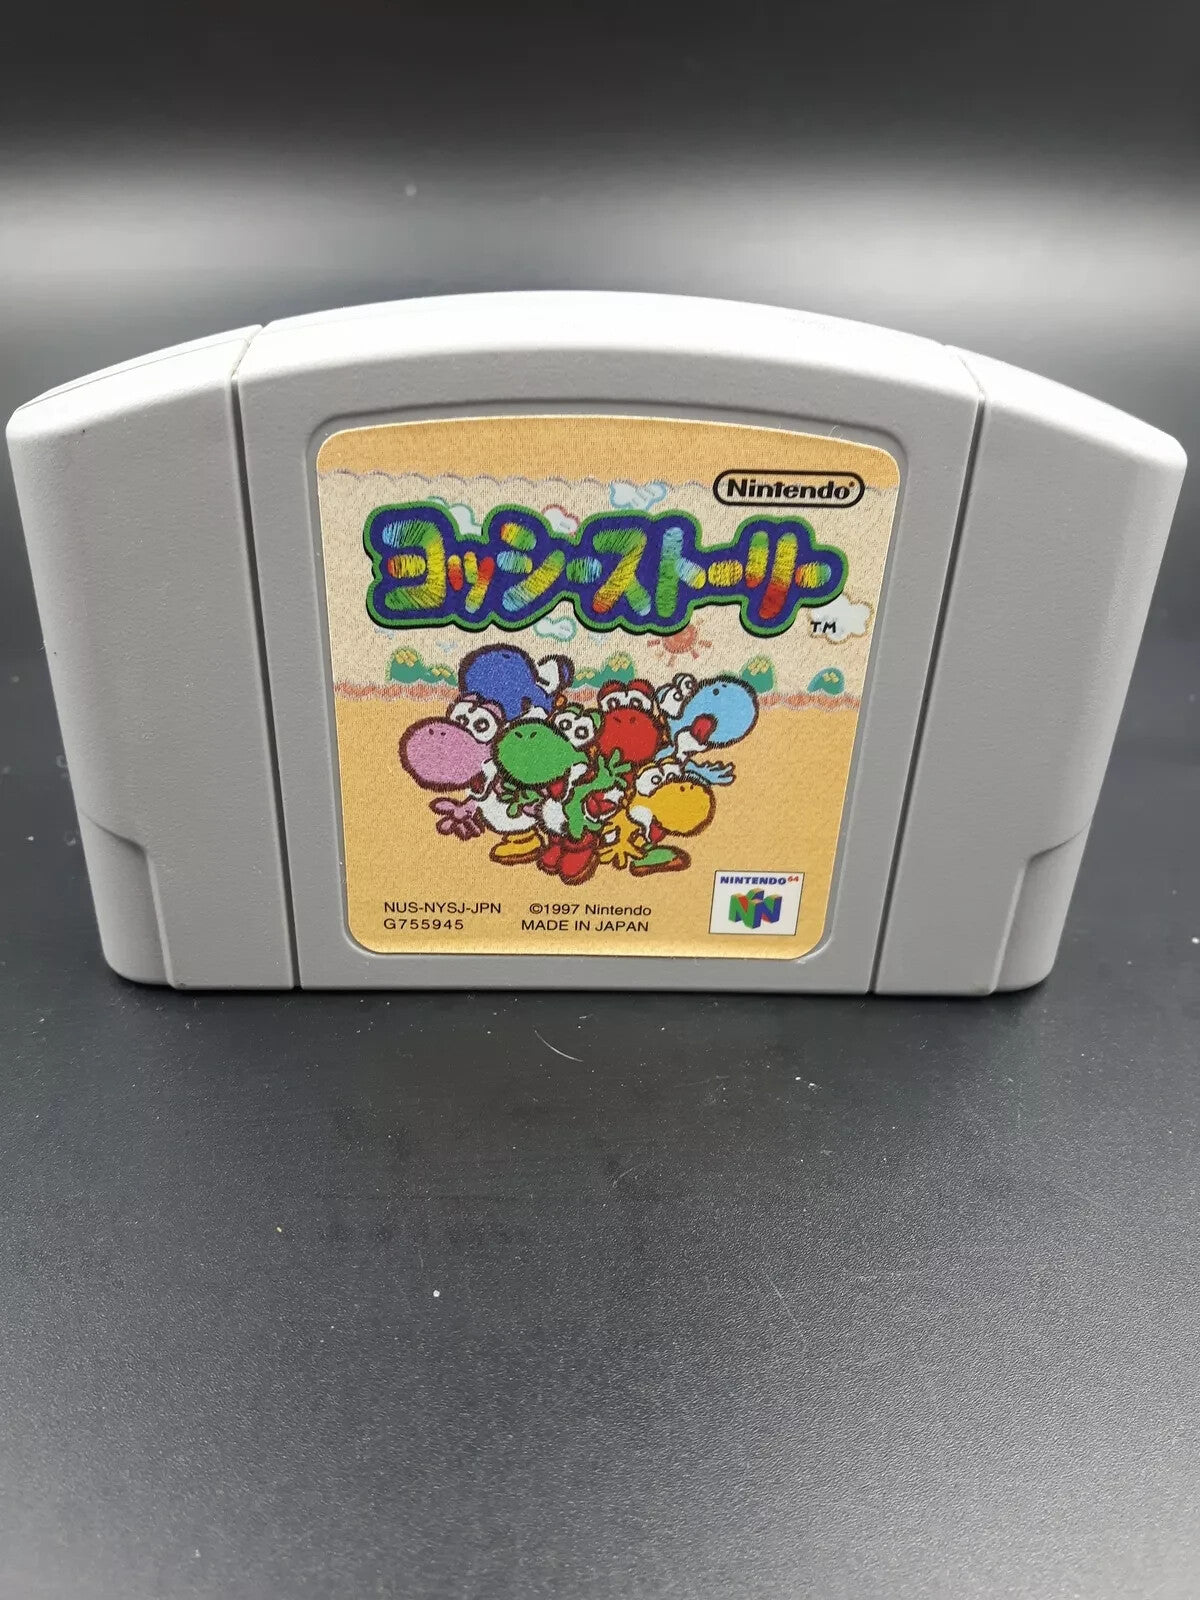 Nintendo®
ヨッシーストーリー
TM
NINTENDO64
NUS-NYSJ-JPN ©1997 Nintendo
G755945 MADE IN JAPAN